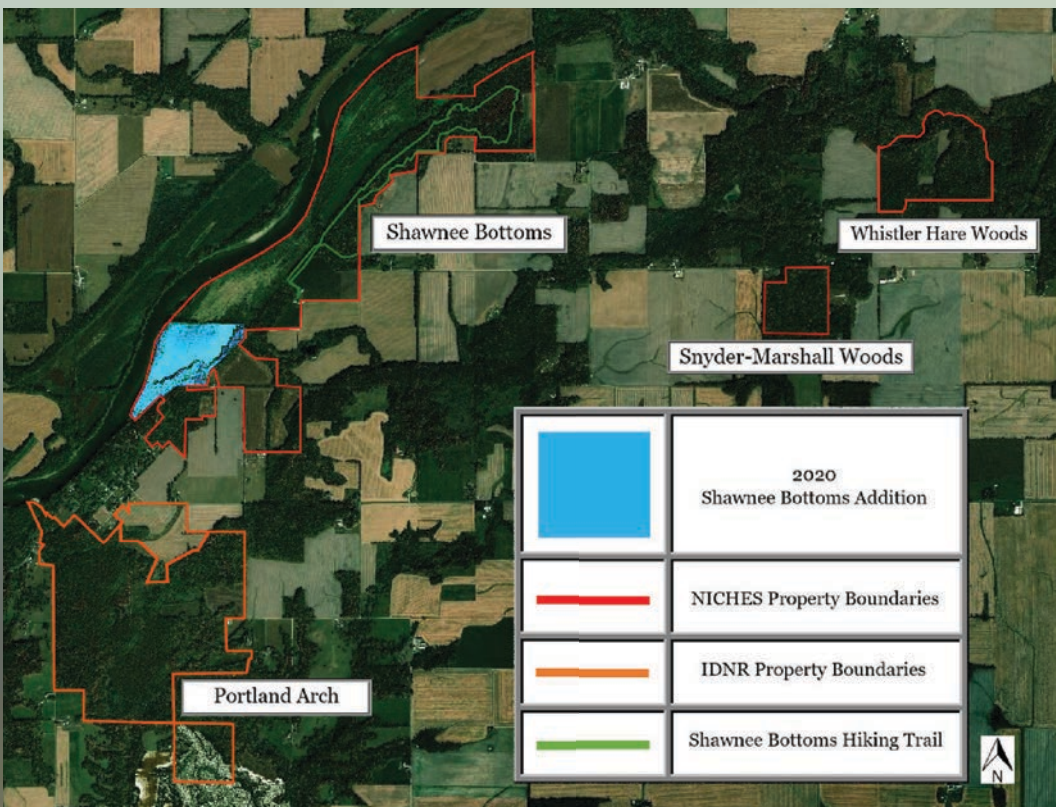 Shawnee Bottoms
Whistler Hare Woods
Snyder-Marshall Woods
2020
Shawnee Bottoms Addition
NICHES Property Boundaries
IDNR Property Boundaries
Portland Arch
Shawnee Bottoms Hiking Trail
N